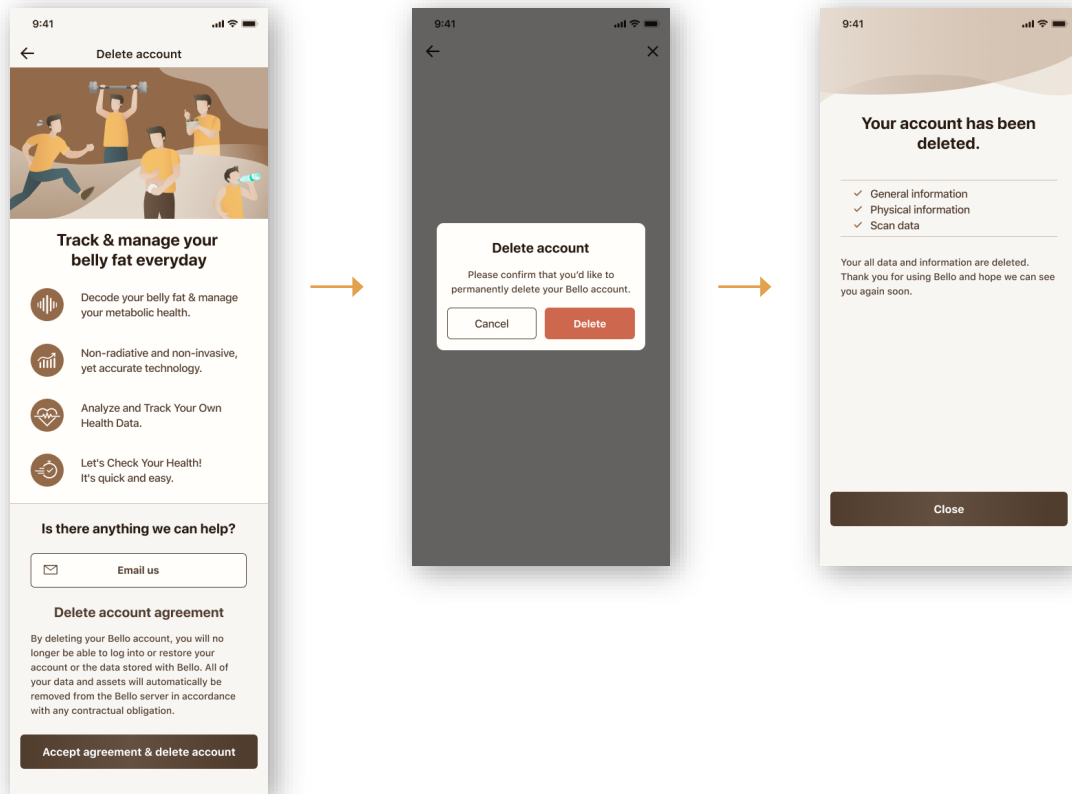 9:41
Delete account
Track & manage your
belly fat everyday
Decode your belly fat & manage
your metabolic health.
Non-radiative and non-invasive,
yet accurate technology.
Analyze and Track Your Own
Health Data.
Let's Check Your Health!
It's quick and easy.
Is there anything we can help?
Email us
Delete account agreement
By deleting your Bello account, you will no
longer be able to log into or restore your
account or the data stored with Bello. All of
your data and assets will automatically be
removed from the Bello server in accordance
with any contractual obligation.
Accept agreement & delete account
9:41
Delete account
Please confirm that you'd like to
permanently delete your Bello account.
Cancel
Delete
9:41
Your account has been
deleted.
General information
Physical information
Scan data
Your all data and information are deleted.
Thank you for using Bello and hope we can see
you again soon.
Close